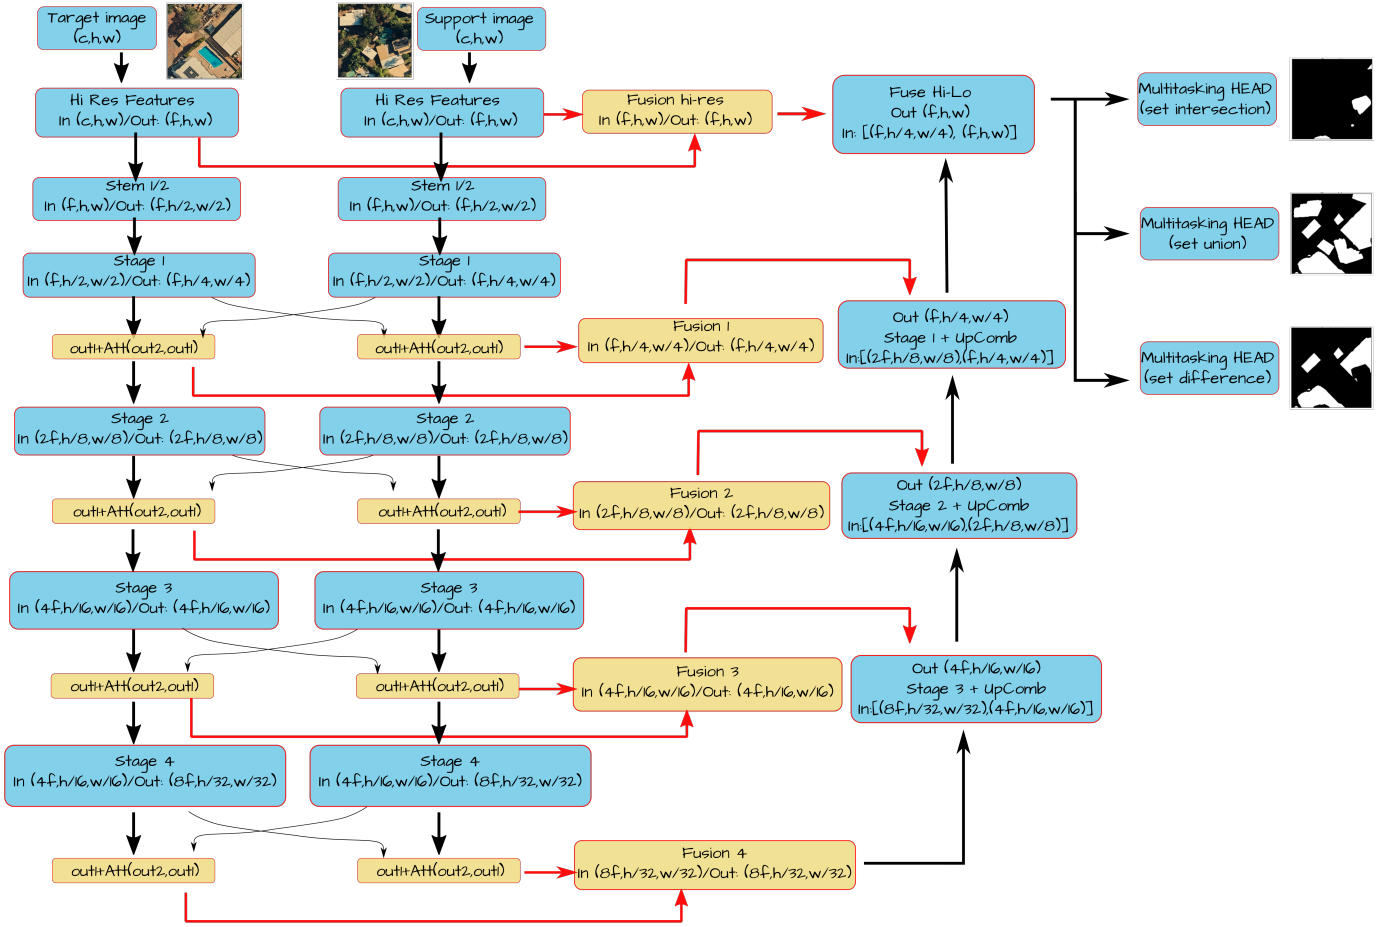 Target image
(c,h,w)
Support image
(c,h,w)
Hi Res Features
In (c,h,w)/Out: (f,h,w)
Hi Res Features
In (c,h,w)/Out: (f,h,w)
Fusion hi-res
In (f,h,w)/Out: (f,h,w)
Fuse Hi-Lo
Out (f,h,w)
In: [(f,h/4,w/4), (f,h,w)]
Multitasking HEAD
(set intersection)
Stem 1/2
In (f,h,w)/Out: (f,h/2,w/2)
Stem 1/2
In (f,h,w)/Out: (f,h/2,w/2)
Multitasking HEAD
(set union)
Stage 1
In (f,h/2,w/2)/Out: (f,h/4,w/4)
Stage 1
In (f,h/2,w/2)/Out: (f,h/4,w/4)
out1+Att(out2,out1)
out1+Att(out2,out1)
Fusion 1
In (f,h/4,w/4)/Out: (f,h/4,w/4)
Out (f,h/4,w/4)
Stage 1 + UpComb
In:[(2f,h/8,w/8),(f,h/4,w/4)]
Multitasking HEAD
(set difference)
Stage 2
In (2f,h/8,w/8)/Out: (2f,h/8,w/8)
Stage 2
In (2f,h/8,w/8)/Out: (2f,h/8,w/8)
out1+Att(out2,out1)
out1+Att(out2,out1)
Fusion 2
In (2f,h/8,w/8)/Out: (2f,h/8,w/8)
Out (2f,h/8,w/8)
Stage 2 + UpComb
In:[(4f,h/16,w/16),(2f,h/8,w/8)]
Stage 3
In (4f,h/16,w/16)/Out: (4f,h/16,w/16)
Stage 3
In (4f,h/16,w/16)/Out: (4f,h/16,w/16)
out1+Att(out2,out1)
out1+Att(out2,out1)
Fusion 3
In (4f,h/16,w/16)/Out: (4f,h/16,w/16)
Out (4f,h/16,w/16)
Stage 3 + UpComb
In:[(8f,h/32,w/32),(4f,h/16,w/16)]
Stage 4
In (4f,h/16,w/16)/Out: (8f,h/32,w/32)
Stage 4
In (4f,h/16,w/16)/Out: (8f,h/32,w/32)
out1+Att(out2,out1)
out1+Att(out2,out1)
Fusion 4
In (8f,h/32,w/32)/Out: (8f,h/32,w/32)